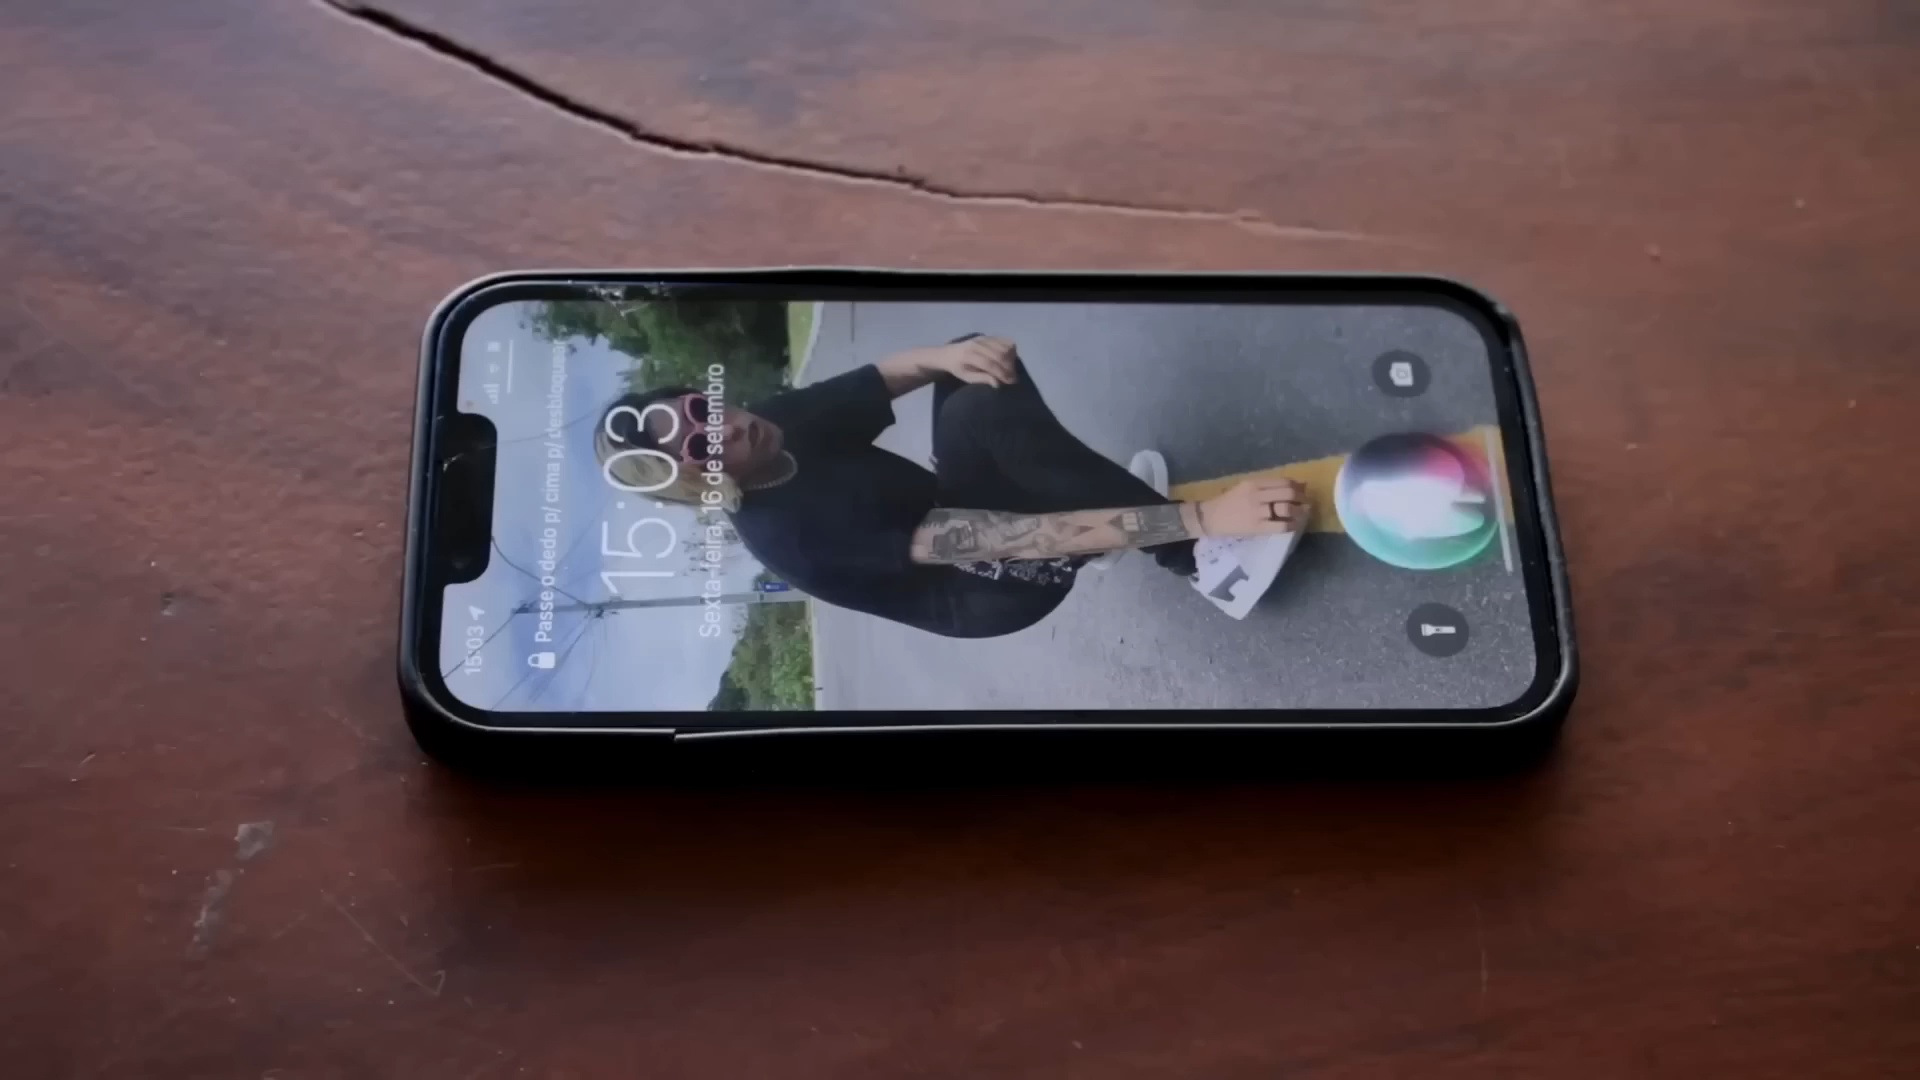 15:03
Passe o dedo p/ cima p/ desbloquear
15:03
Sexta-feira, 16 de setembro